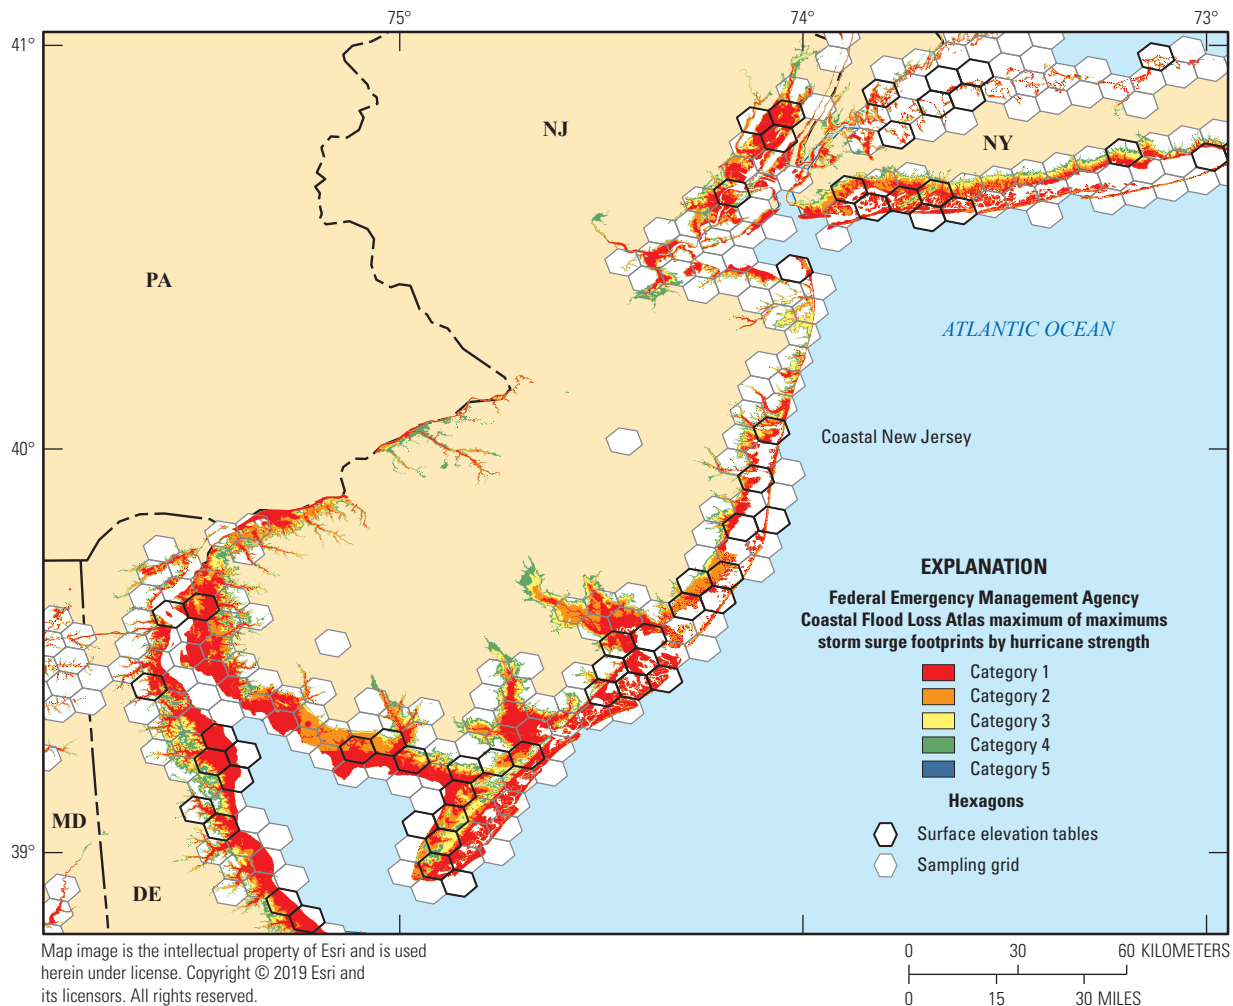 75°
74°
73°
41°
NJ
NY
PA
ATLANTIC OCEAN
40°
Coastal New Jersey
EXPLANATION
Federal Emergency Management Agency
Coastal Flood Loss Atlas maximum of maximums
storm surge footprints by hurricane strength
Category 1
Category 2
Category 3
Category 4
Category 5
Hexagons
Surface elevation tables
Sampling grid
MD
39°
DE
Map image is the intellectual property of Esri and is used
herein under license. Copyright © 2019 Esri and
its licensors. All rights reserved.
0 30 60 KILOMETERS
0 15 30 MILES